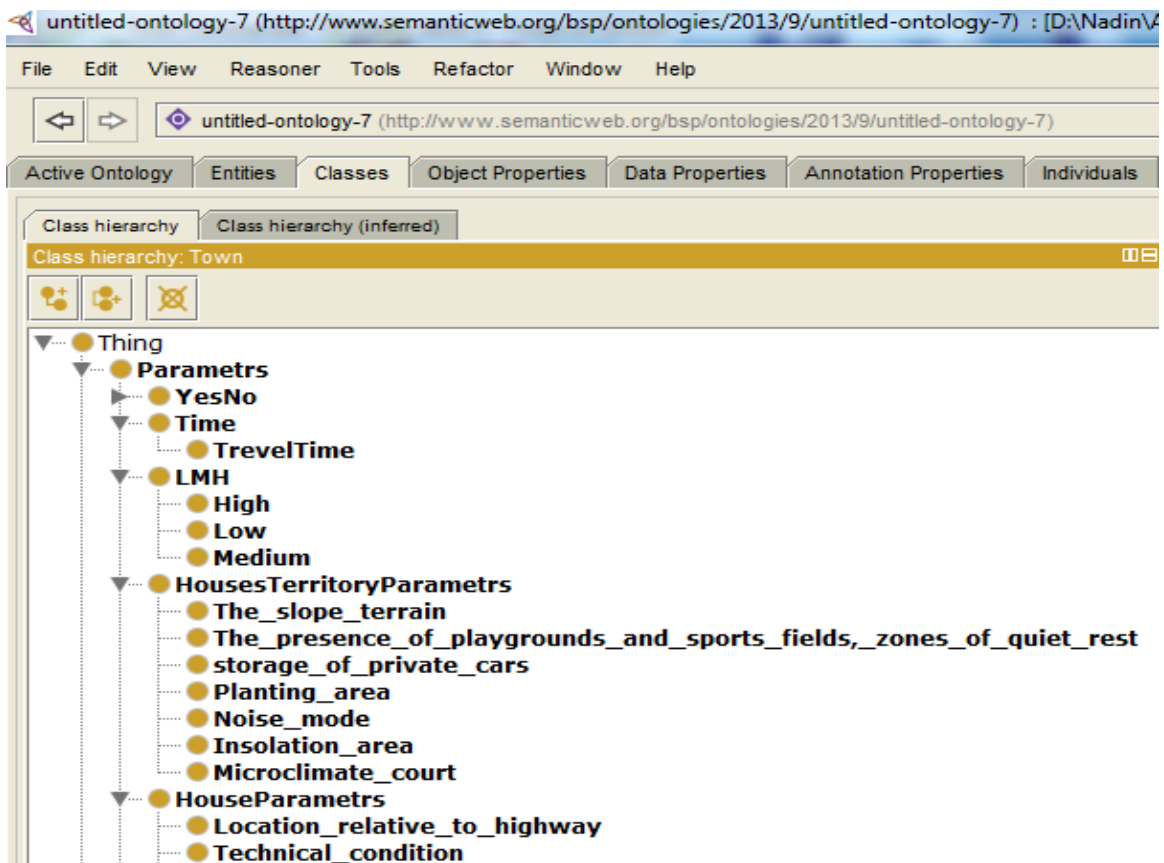 untitled-ontology-7 (http://www.semanticweb.org/bsp/ontologies/2013/9/untitled-ontology-7) : [D:\Nadin\A
File Edit View Reasoner Tools Refactor Window Help
untitled-ontology-7 (http://www.semanticweb.org/bsp/ontologies/2013/9/untitled-ontology-7)
Active Ontology Entities Classes Object Properties Data Properties Annotation Properties Individuals
Class hierarchy Class hierarchy (inferred)
Class hierarchy: Town
Thing
Parametrs
YesNo
Time
TrevelTime
LMH
High
Low
Medium
HousesTerritoryParametrs
The_slope_terrain
The_presence_of_playgrounds_and_sports_fields,_zones_of_quiet_rest
storage_of_private_cars
Planting_area
Noise_mode
Insolation_area
Microclimate_court
HouseParametrs
Location_relative_to_highway
Technical_condition